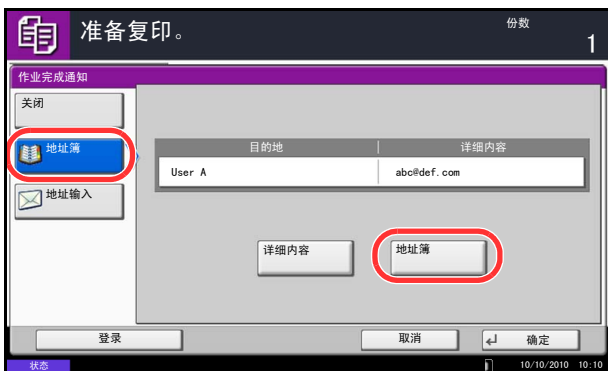 准备复印。
份数
1
作业完成通知
关闭
地址簿
地址输入
目的地 详细内容
User A abc@def.com
详细内容 地址簿
登录 取消 确定
状态 10/10/2010 10:10